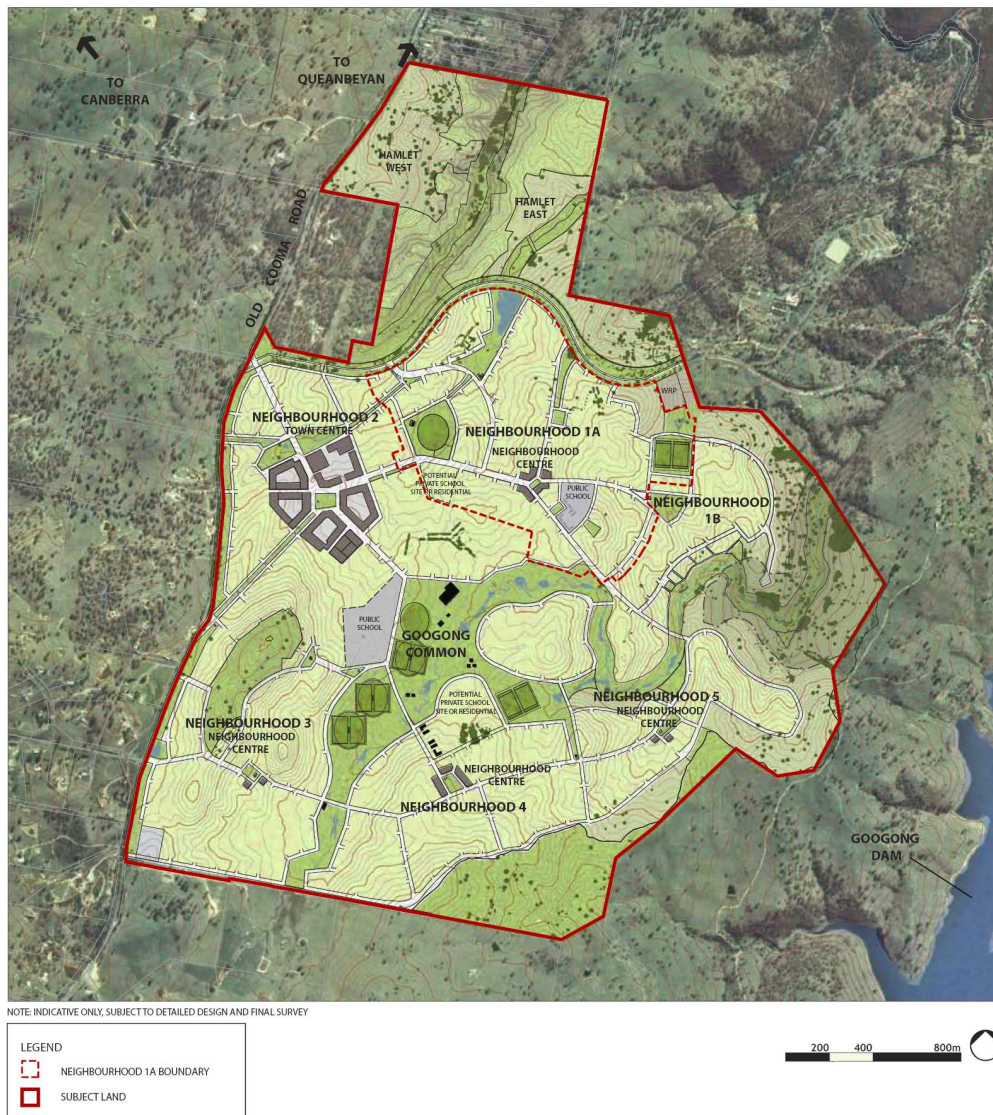 TO
CANBERRA
TO
QUEANBEYAN
HAMLET
WEST
HAMLET
EAST
OLD COOMA ROAD
WRP
NEIGHBOURHOOD 2
TOWN CENTRE
NEIGHBOURHOOD 1A
NEIGHBOURHOOD
CENTRE
POTENTIAL
PRIVATE SCHOOL
SITE OR RESIDENTIAL
PUBLIC
SCHOOL
NEIGHBOURHOOD
1B
PUBLIC
SCHOOL
GOOGONG
COMMON
POTENTIAL
PRIVATE SCHOOL
SITE OR RESIDENTIAL
NEIGHBOURHOOD 5
NEIGHBOURHOOD
CENTRE
NEIGHBOURHOOD 3
NEIGHBOURHOOD
CENTRE
NEIGHBOURHOOD
CENTRE
NEIGHBOURHOOD 4
GOOGONG
DAM
NOTE: INDICATIVE ONLY, SUBJECT TO DETAILED DESIGN AND FINAL SURVEY
LEGEND
NEIGHBOURHOOD 1A BOUNDARY
SUBJECT LAND
200 400 800m